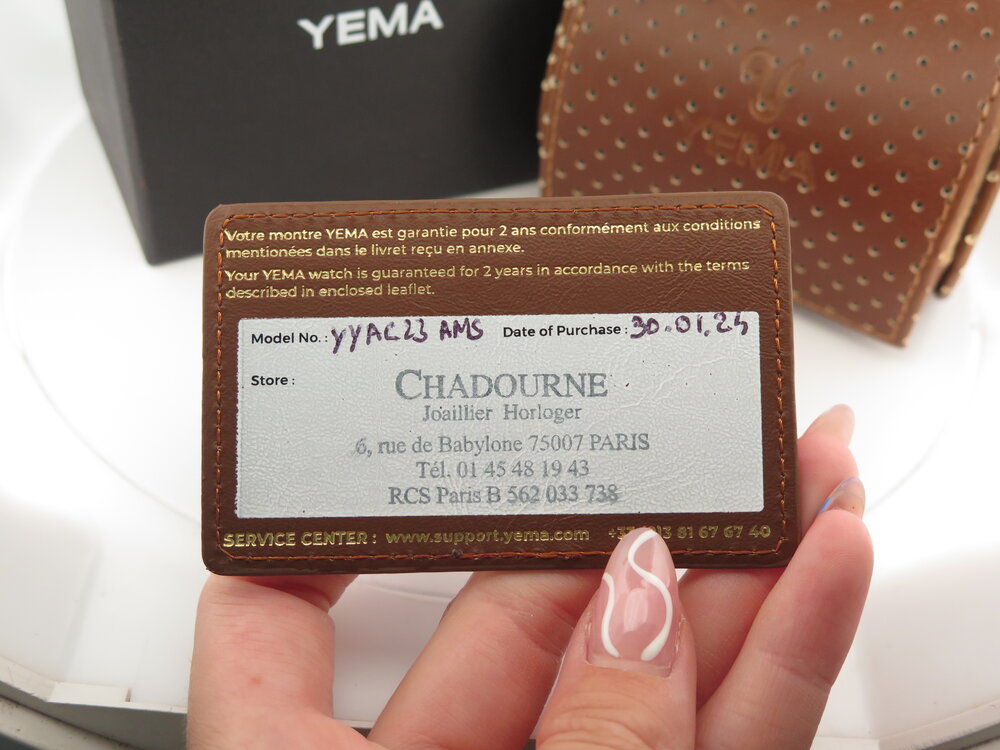 YEMA
YEMA
Votre montre YEMA est garantie pour 2 ans conformément aux conditions
mentionées dans le livret reçu en annexe.
Your YEMA watch is guaranteed for 2 years in accordance with the terms
described in enclosed leaflet.
Model No. : YYAC23 AMS Date of Purchase : 30.01.24
Store :
CHADOURNE
Joaillier Horloger
6, rue de Babylone 75007 PARIS
Tél. 01 45 48 19 43
RCS Paris B 562 033 738
SERVICE CENTER : www.support.yema.com 81 67 67 40